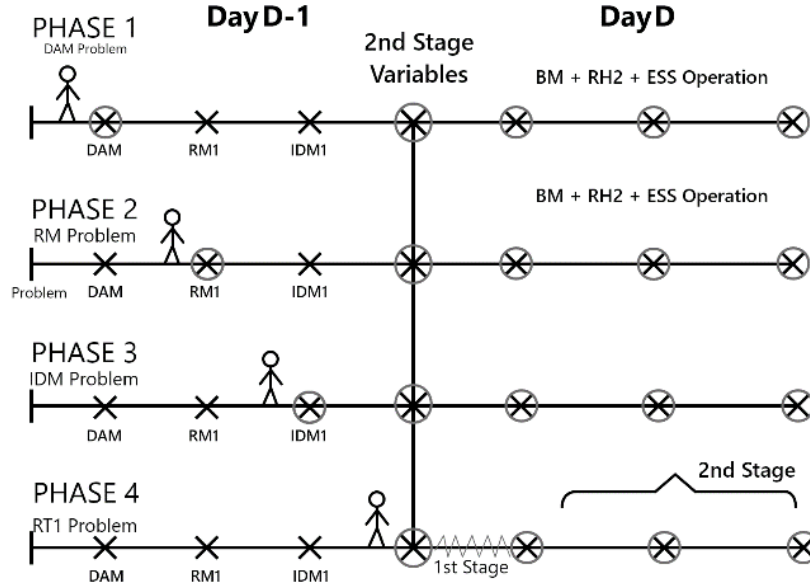 Day D-1
Day D
PHASE 1
DAM Problem
2nd Stage
Variables
BM + RH2 + ESS Operation
DAM
RM1
IDM1
PHASE 2
RM Problem
BM + RH2 + ESS Operation
Problem
DAM
RM1
IDM1
PHASE 3
IDM Problem
DAM
RM1
IDM1
PHASE 4
RT1 Problem
2nd Stage
1st Stage
DAM
RM1
IDM1